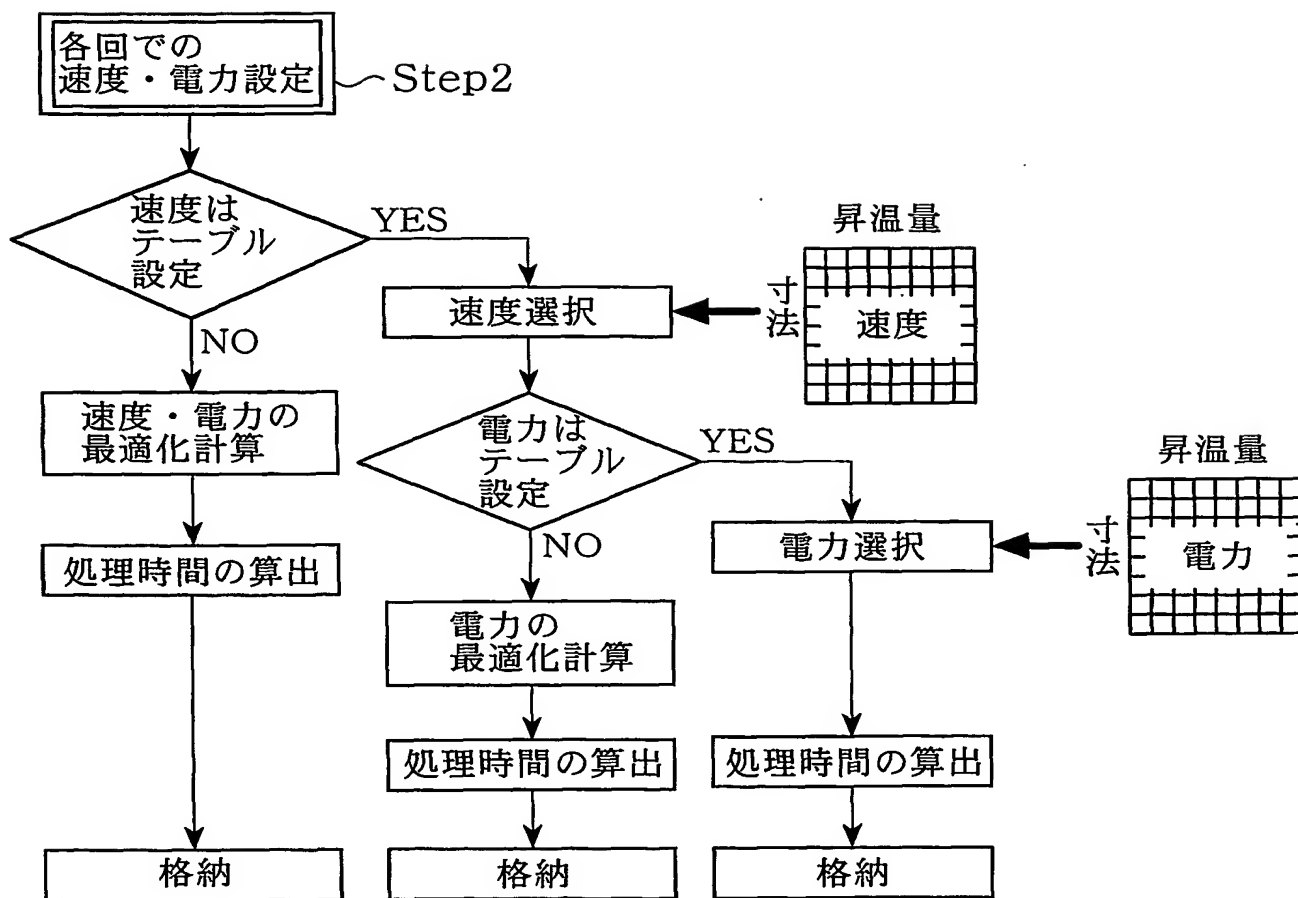 各回での
速度・電力設定
Step2
速度は
テーブル
設定
YES
NO
昇温量
寸法
速度
速度選択
速度・電力の
最適化計算
電力は
テーブル
設定
YES
NO
昇温量
寸法
電力
電力選択
処理時間の算出
電力の
最適化計算
処理時間の算出
処理時間の算出
格納
格納
格納